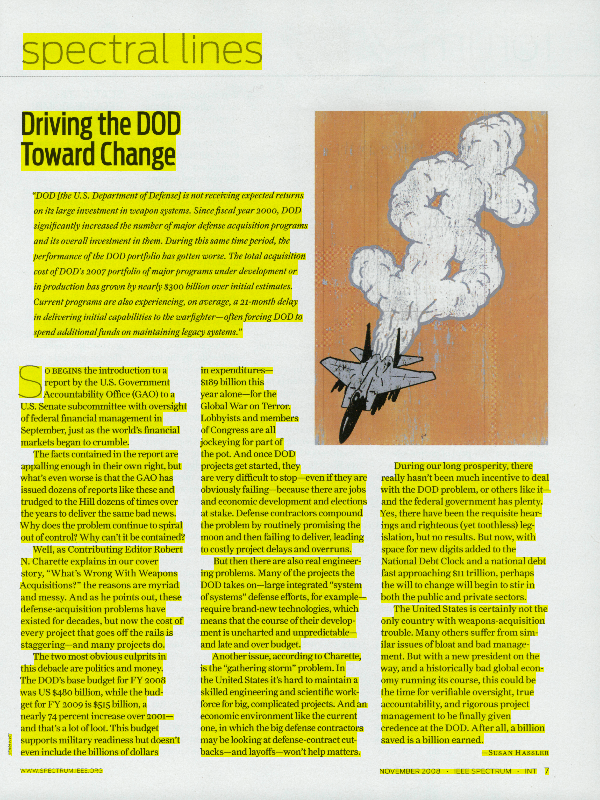 spectral lines
Driving the DOD
Toward Change
"DOD [the U.S. Department of Defense] is not receiving expected returns
on its large investment in weapon systems. Since fiscal year 2000, DOD
significantly increased the number of major defense acquisition programs
and its overall investment in them. During this same time period, the
performance of the DOD portfolio has gotten worse. The total acquisition
cost of DOD's 2007 portfolio of major programs under development or
in production has grown by nearly $300 billion over initial estimates.
Current programs are also experiencing, on average, a 21-month delay
in delivering initial capabilities to the warfighter—often forcing DOD to
spend additional funds on maintaining legacy systems."
SO BEGINS the introduction to a
report by the U.S. Government
Accountability Office (GAO) to a
U.S. Senate subcommittee with oversight
of federal financial management in
September, just as the world's financial
markets began to crumble.
The facts contained in the report are
appalling enough in their own right, but
what's even worse is that the GAO has
issued dozens of reports like these and
trudged to the Hill dozens of times over
the years to deliver the same bad news.
Why does the problem continue to spiral
out of control? Why can't it be contained?
Well, as Contributing Editor Robert
N. Charette explains in our cover
story, "What's Wrong With Weapons
Acquisitions?" the reasons are myriad
and messy. And as he points out, these
defense-acquisition problems have
existed for decades, but now the cost of
every project that goes off the rails is
staggering—and many projects do.
The two most obvious culprits in
this debacle are politics and money.
The DOD's base budget for FY 2008
was US $480 billion, while the bud-
get for FY 2009 is $515 billion, a
nearly 74 percent increase over 2001—
and that's a lot of loot. This budget
supports military readiness but doesn't
even include the billions of dollars
in expenditures—
$189 billion this
year alone—for the
Global War on Terror.
Lobbyists and members
of Congress are all
jockeying for part of
the pot. And once DOD
projects get started, they
are very difficult to stop—even if they are
obviously failing—because there are jobs
and economic development and elections
at stake. Defense contractors compound
the problem by routinely promising the
moon and then failing to deliver, leading
to costly project delays and overruns.
But then there are also real engineer-
ing problems. Many of the projects the
DOD takes on—large integrated "system
of systems" defense efforts, for example—
require brand-new technologies, which
means that the course of their develop-
ment is uncharted and unpredictable—
and late and over budget.
Another issue, according to Charette,
is the "gathering storm" problem. In
the United States it's hard to maintain a
skilled engineering and scientific work-
force for big, complicated projects. And an
economic environment like the current
one, in which the big defense contractors
may be looking at defense-contract cut-
backs—and layoffs—won't help matters.
During our long prosperity, there
really hasn't been much incentive to deal
with the DOD problem, or others like it—
and the federal government has plenty.
Yes, there have been the requisite hear-
ings and righteous (yet toothless) leg-
islation, but no results. But now, with
space for new digits added to the
National Debt Clock and a national debt
fast approaching $11 trillion, perhaps
the will to change will begin to stir in
both the public and private sectors.
The United States is certainly not the
only country with weapons-acquisition
trouble. Many others suffer from sim-
ilar issues of bloat and bad manage-
ment. But with a new president on the
way, and a historically bad global econ-
omy running its course, this could be
the time for verifiable oversight, true
accountability, and rigorous project
management to be finally given
credence at the DOD. After all, a billion
saved is a billion earned.
—SUSAN HASSLER
WWW.SPECTRUM.IEEE.ORG
NOVEMBER 2008 · IEEE SPECTRUM · INT 7